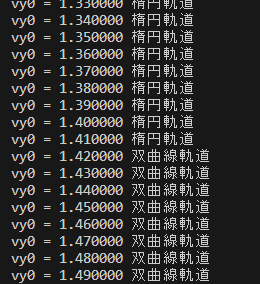 vy0 = 1.330000 楕円軌道
vy0 = 1.340000 楕円軌道
vy0 = 1.350000 楕円軌道
vy0 = 1.360000 楕円軌道
vy0 = 1.370000 楕円軌道
vy0 = 1.380000 楕円軌道
vy0 = 1.390000 楕円軌道
vy0 = 1.400000 楕円軌道
vy0 = 1.410000 楕円軌道
vy0 = 1.420000 双曲線軌道
vy0 = 1.430000 双曲線軌道
vy0 = 1.440000 双曲線軌道
vy0 = 1.450000 双曲線軌道
vy0 = 1.460000 双曲線軌道
vy0 = 1.470000 双曲線軌道
vy0 = 1.480000 双曲線軌道
vy0 = 1.490000 双曲線軌道